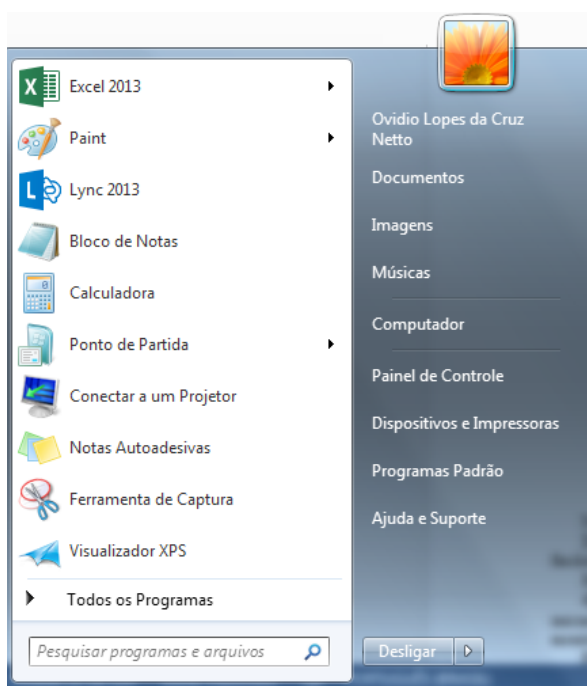 Excel 2013
Paint
Lync 2013
Bloco de Notas
Calculadora
Ponto de Partida
Conectar a um Projetor
Notas Autoadesivas
Ferramenta de Captura
Visualizador XPS
Todos os Programas
Pesquisar programas e arquivos
Ovidio Lopes da Cruz
Netto
Documentos
Imagens
Músicas
Computador
Painel de Controle
Dispositivos e Impressoras
Programas Padrão
Ajuda e Suporte
Desligar